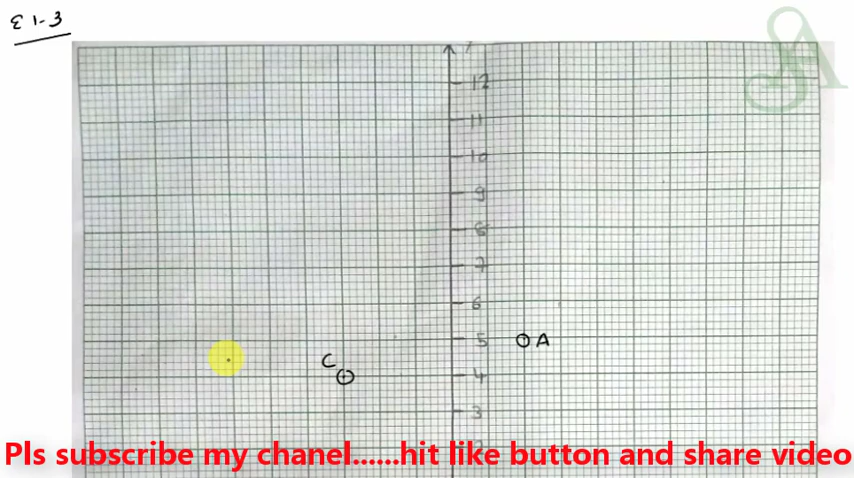 E 1-3
12
11
10
9
8
7
6
5 A
C
4
3
Pls subscribe my chanel......hit like button and share video